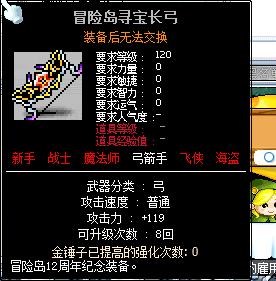 冒险岛寻宝长弓
装备后无法交换
要求等级: 120
要求力量: 0
要求敏捷: -
要求智力: 0
要求运气: 0
要求人气度: -
道具等级: -
道具经验值: -
新手 战士 魔法师 弓箭手 飞侠 海盗
武器分类 : 弓
攻击速度 : 普通
攻击力 : +119
可升级次数 : 8回
金锤子已提高的强化次数: 0
冒险岛12周年纪念装备。
的雇用